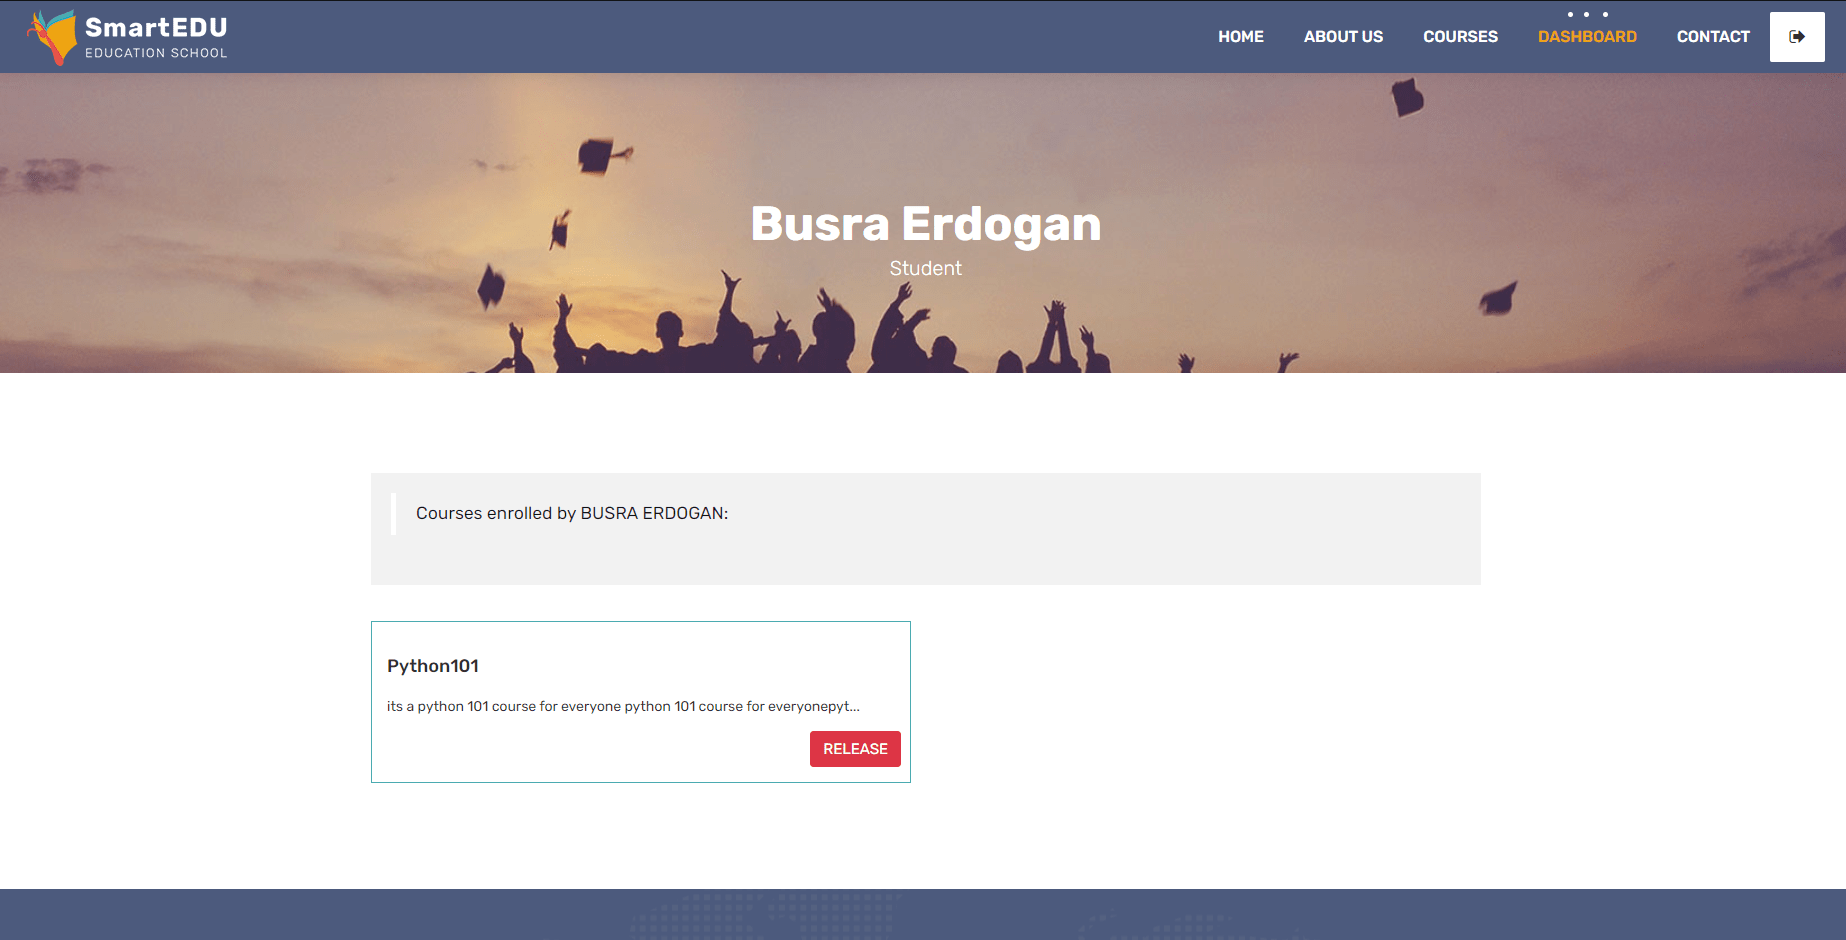 SmartEDU
EDUCATION SCHOOL
HOME ABOUT US COURSES DASHBOARD CONTACT
Busra Erdogan
Student
Courses enrolled by BUSRA ERDOGAN:
Python101
its a python 101 course for everyone python 101 course for everyonepyt...
RELEASE